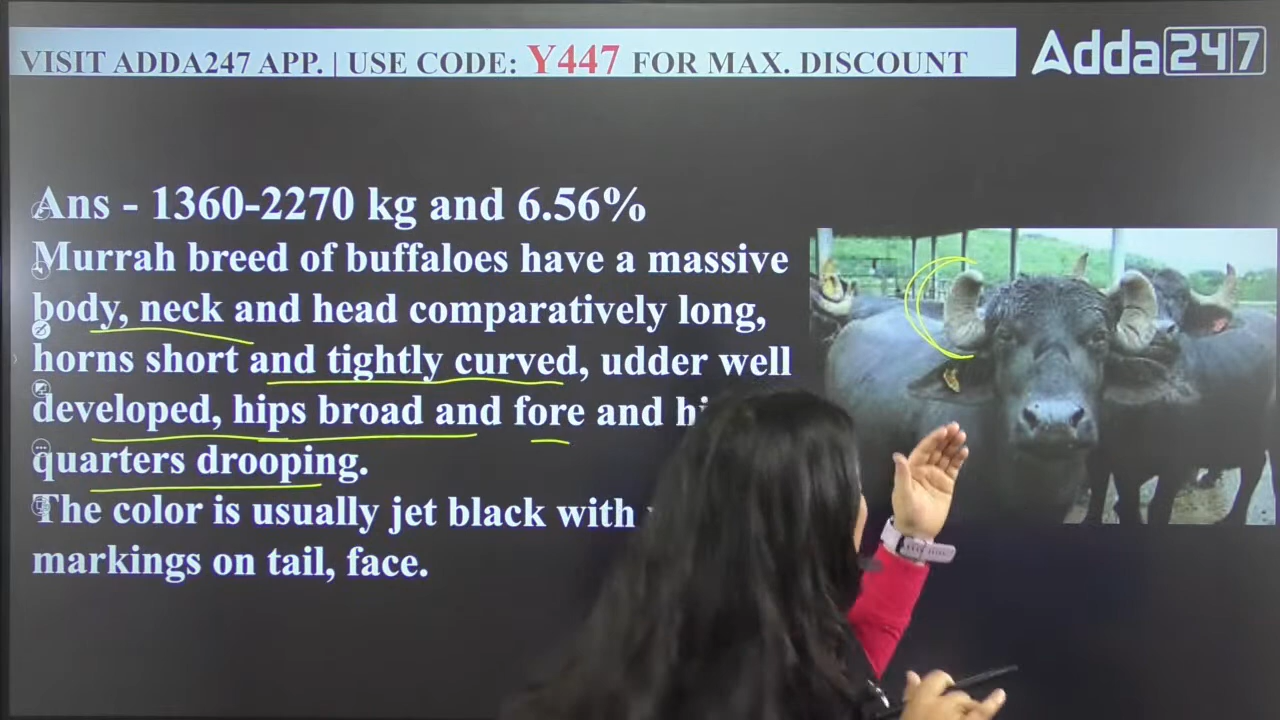 VISIT ADDA247 APP. | USE CODE: Y447 FOR MAX. DISCOUNT
Adda247
Ans - 1360-2270 kg and 6.56%
Murrah breed of buffaloes have a massive
body, neck and head comparatively long,
horns short and tightly curved, udder well
developed, hips broad and fore and
quarters drooping.
The color is usually jet black with
markings on tail, face.